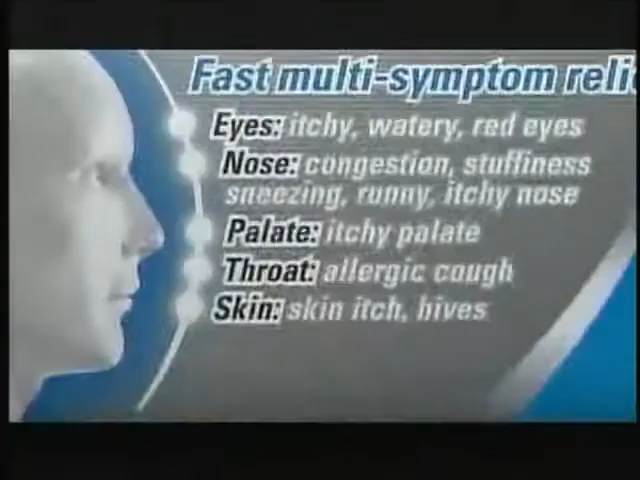 Fast multi-symptom relie
Eyes: itchy, watery, red eyes
Nose: congestion, stuffiness
sneezing, runny, itchy nose
Palate: itchy palate
Throat: allergic cough
Skin: skin itch, hives